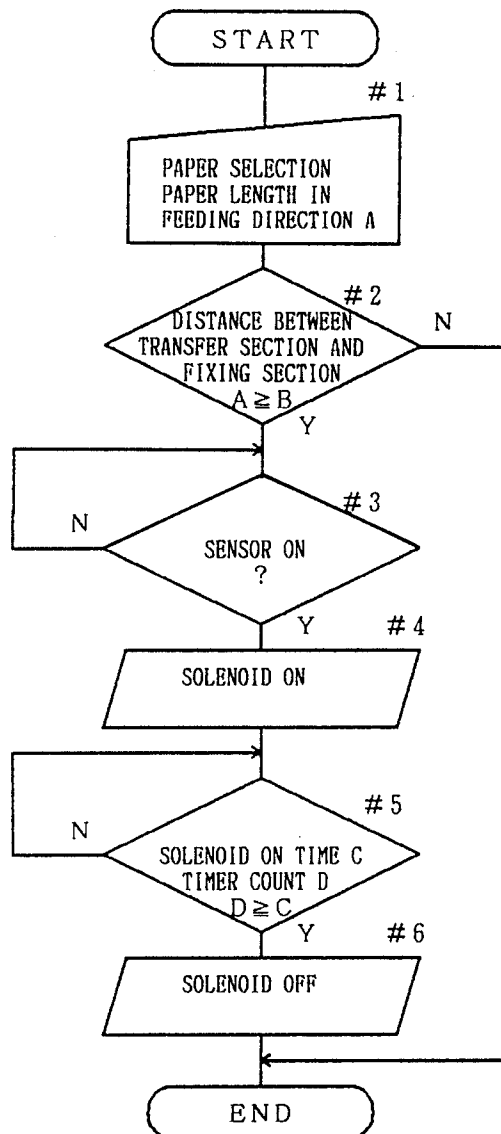 START
#1
PAPER SELECTION
PAPER LENGTH IN
FEEDING DIRECTION A
#2
DISTANCE BETWEEN
TRANSFER SECTION AND
FIXING SECTION
A≧B
N
Y
#3
N
SENSOR ON
?
Y
#4
SOLENOID ON
#5
N
SOLENOID ON TIME C
TIMER COUNT D
D≧C
Y
#6
SOLENOID OFF
END